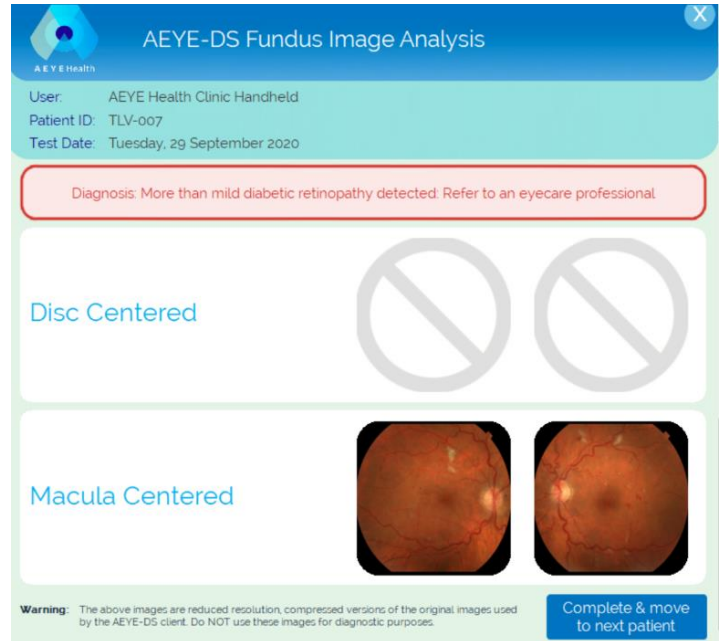 X
AEYE-DS Fundus Image Analysis
AEYEHealth
User: AEYE Health Clinic Handheld
Patient ID: TLV-007
Test Date: Tuesday, 29 September 2020
Diagnosis: More than mild diabetic retinopathy detected: Refer to an eyecare professional
Disc Centered
Macula Centered
Warning: The above images are reduced resolution, compressed versions of the original images used
by the AEYE-DS client. Do NOT use these images for diagnostic purposes.
Complete & move
to next patient